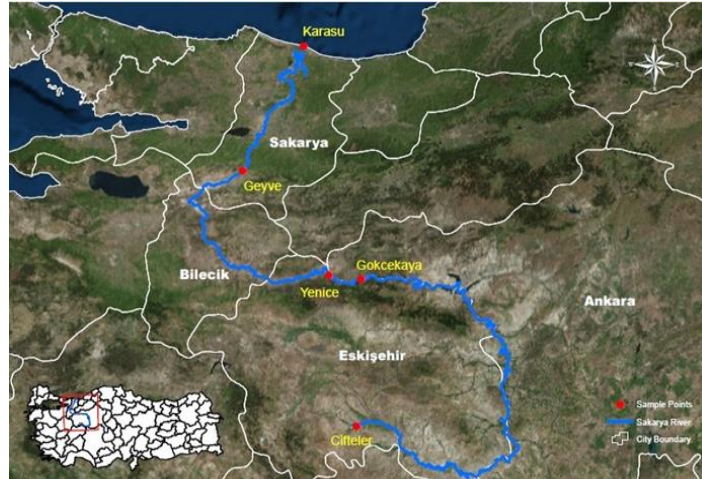 Karasu
Sakarya
Geyve
Bilecik
Yenice
Gokcekaya
Ankara
Eskişehir
Cifteler
Sample Points
Sakarya River
City Boundary